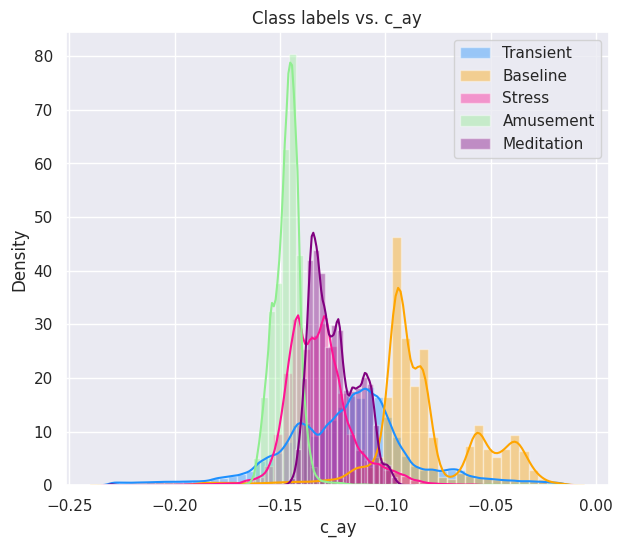 Class labels vs. c_ay
Transient
Baseline
Stress
Amusement
Meditation
Density
80
70
60
50
40
30
20
10
0
−0.25 −0.20 −0.15 −0.10 −0.05 0.00
c_ay